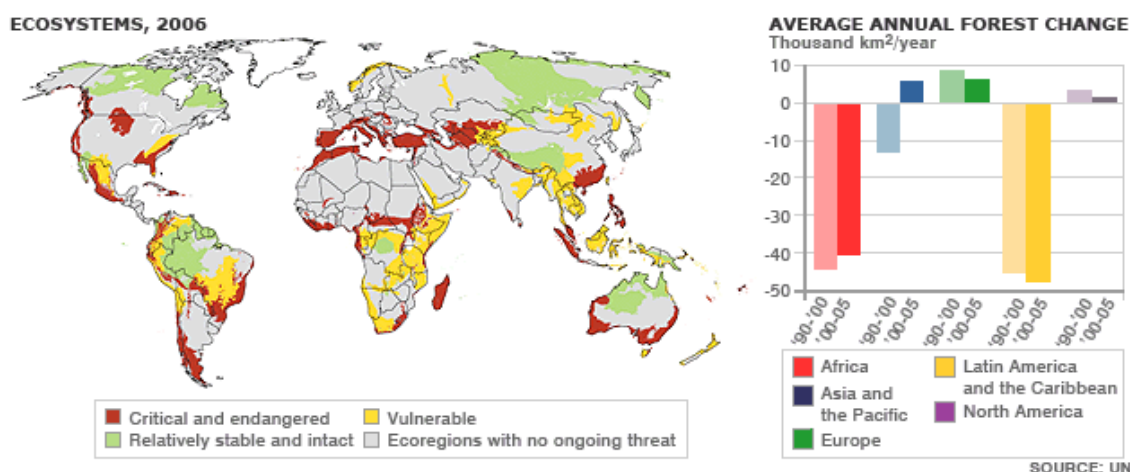 ECOSYSTEMS, 2006
Critical and endangered
Vulnerable
Relatively stable and intact
Ecoregions with no ongoing threat
AVERAGE ANNUAL FOREST CHANGE
Thousand km²/year
10
0
-10
-20
-30
-40
-50
'90-'00
'00-05
'90-'00
'00-05
'90-'00
'00-05
'90-'00
'00-05
'90-'00
'00-05
Africa
Asia and
the Pacific
Europe
Latin America
and the Caribbean
North America
SOURCE: UN